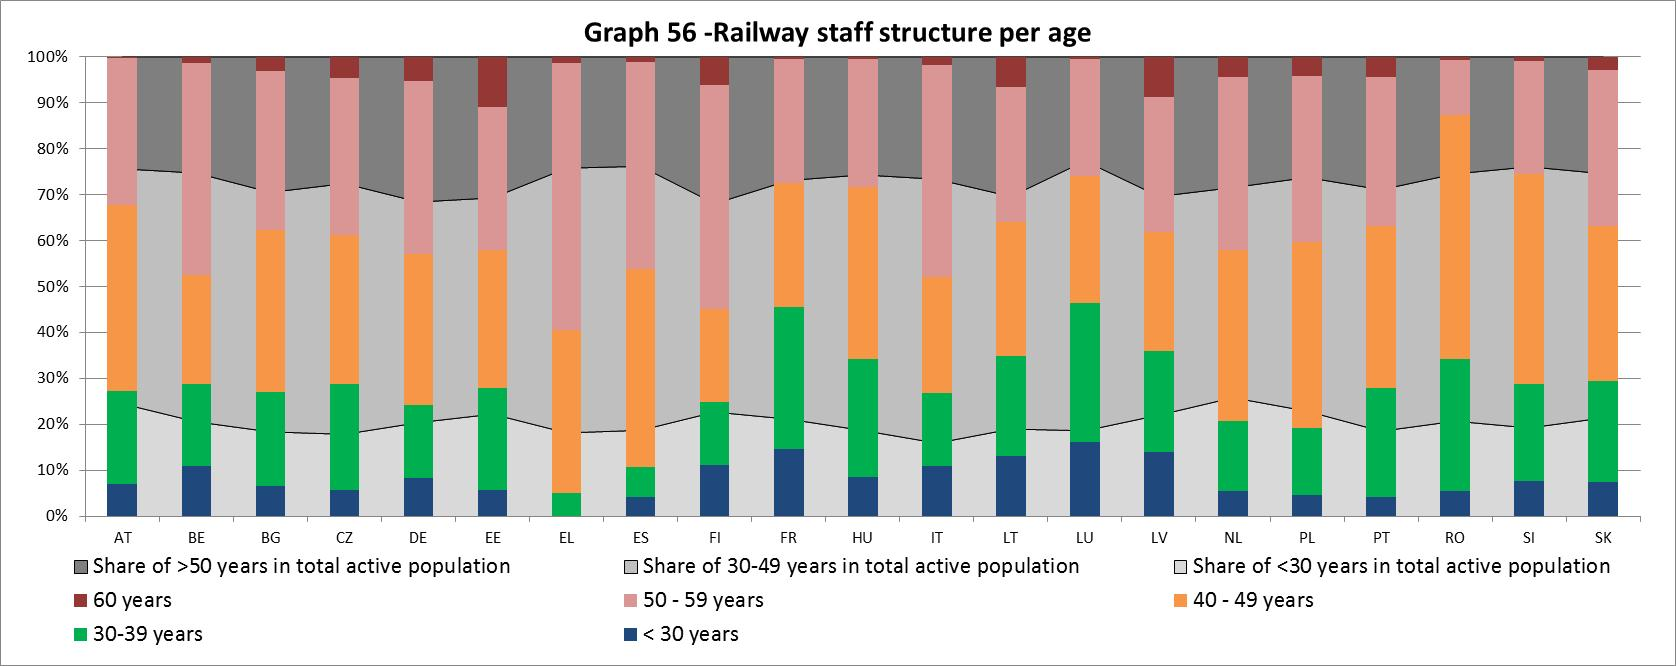 Graph 56 -Railway staff structure per age
100%
90%
80%
70%
60%
50%
40%
30%
20%
10%
0%
AT BE BG CZ DE EE EL ES FI FR HU IT LT LU LV NL PL PT RO SI SK
Share of >50 years in total active population Share of 30-49 years in total active population Share of <30 years in total active population
60 years 50 - 59 years 40 - 49 years
30-39 years < 30 years